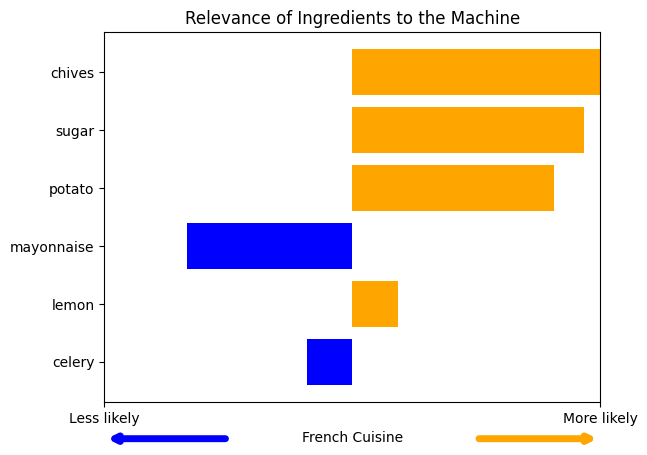 Relevance of Ingredients to the Machine
chives
sugar
potato
mayonnaise
lemon
celery
Less likely
More likely
French Cuisine